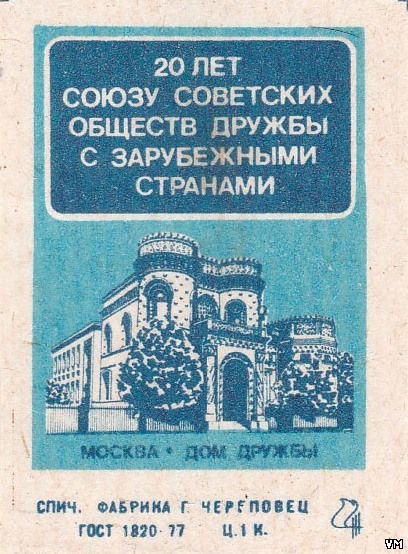 20 ЛЕТ
СОЮЗУ СОВЕТСКИХ
ОБЩЕСТВ ДРУЖБЫ
С ЗАРУБЕЖНЫМИ
СТРАНАМИ
МОСКВА • ДОМ ДРУЖБЫ
СПИЧ. ФАБРИКА Г. ЧЕРЕПОВЕЦ
ГОСТ 1820-77 Ц.1 К.
VM